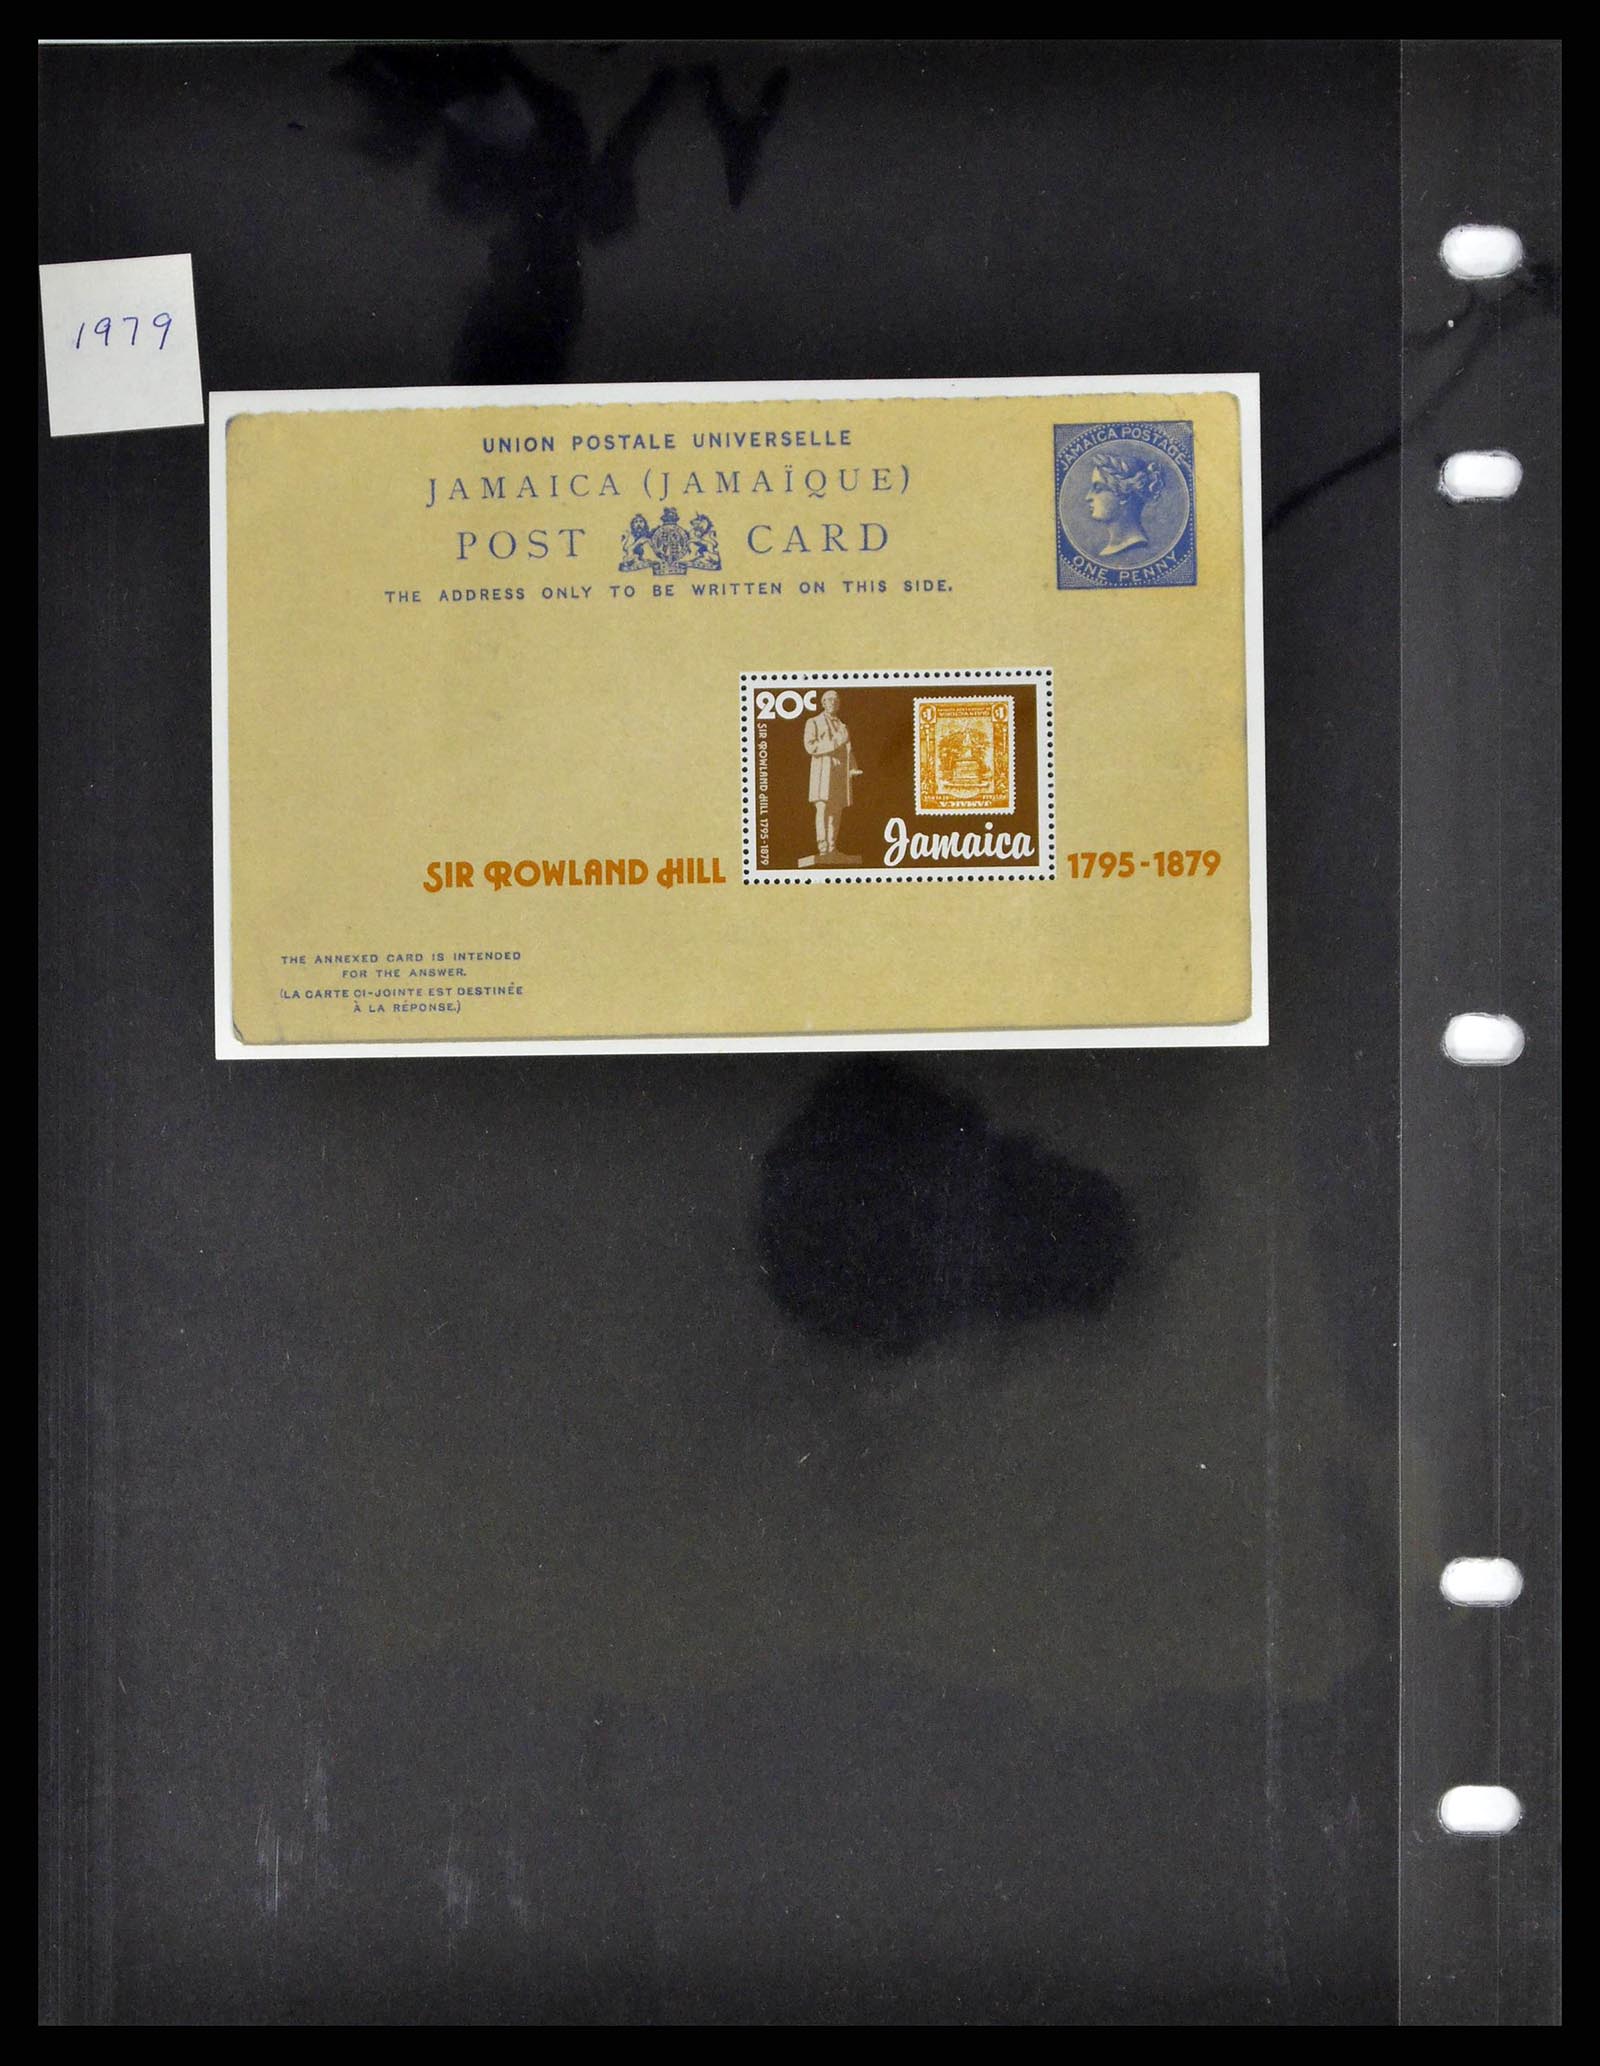 1979
UNION POSTALE UNIVERSELLE
JAMAICA (JAMAÏQUE)
POST CARD
THE ADDRESS ONLY TO BE WRITTEN ON THIS SIDE.
JAMAICA POSTAGE
ONE PENNY
20c
SIR ROWLAND HILL 1795-1879
JAMAICA
Jamaica
SIR ROWLAND HILL 1795-1879
THE ANNEXED CARD IS INTENDED
FOR THE ANSWER.
(LA CARTE CI-JOINTE EST DESTINÉE
À LA RÉPONSE.)